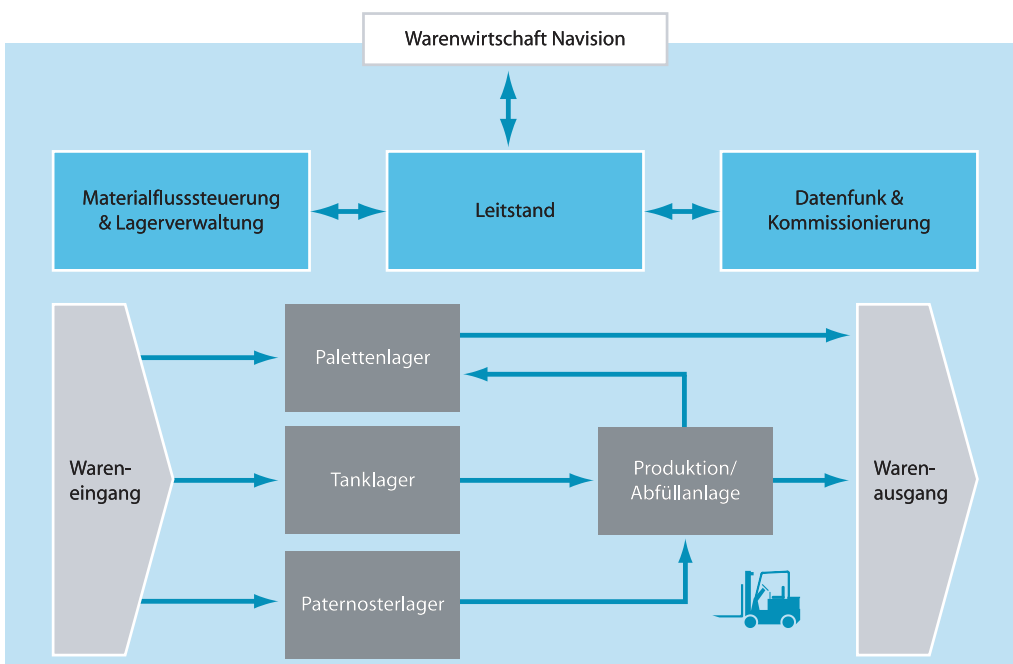 Warenwirtschaft Navision
Materialflusssteuerung
& Lagerverwaltung
Leitstand
Datenfunk &
Kommissionierung
Waren-
eingang
Palettenlager
Tanklager
Paternosterlager
Produktion/
Abfüllanlage
Waren-
ausgang